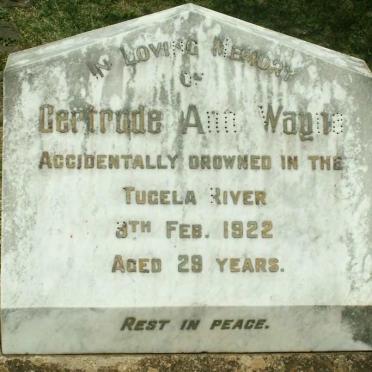 IN LOVING MEMORY
OF
Gertrude Ann Wayne
ACCIDENTALLY DROWNED IN THE
TUGELA RIVER
8TH FEB. 1922
AGED 29 YEARS.
REST IN PEACE.